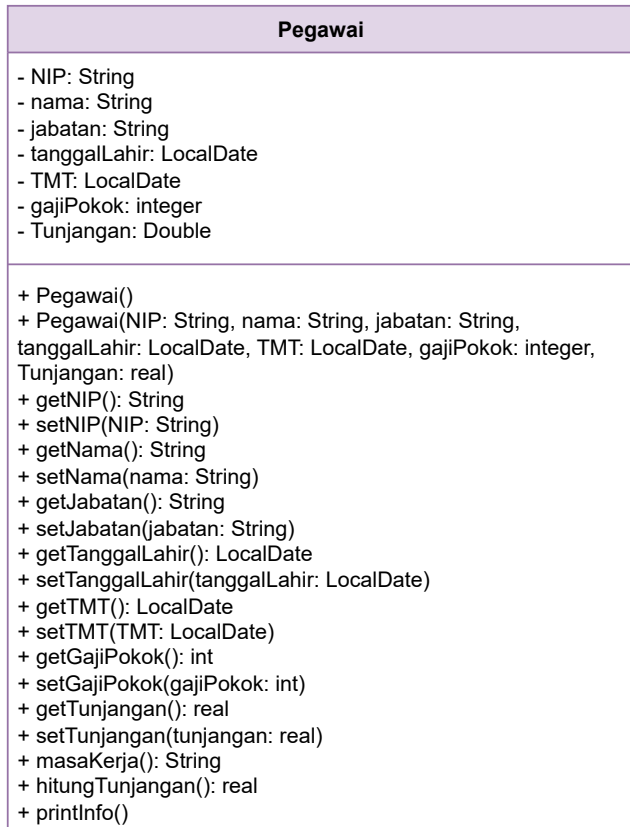 Pegawai
- NIP: String
- nama: String
- jabatan: String
- tanggalLahir: LocalDate
- TMT: LocalDate
- gajiPokok: integer
- Tunjangan: Double
+ Pegawai()
+ Pegawai(NIP: String, nama: String, jabatan: String,
tanggalLahir: LocalDate, TMT: LocalDate, gajiPokok: integer,
Tunjangan: real)
+ getNIP(): String
+ setNIP(NIP: String)
+ getNama(): String
+ setNama(nama: String)
+ getJabatan(): String
+ setJabatan(jabatan: String)
+ getTanggalLahir(): LocalDate
+ setTanggalLahir(tanggalLahir: LocalDate)
+ getTMT(): LocalDate
+ setTMT(TMT: LocalDate)
+ getGajiPokok(): int
+ setGajiPokok(gajiPokok: int)
+ getTunjangan(): real
+ setTunjangan(tunjangan: real)
+ masaKerja(): String
+ hitungTunjangan(): real
+ printInfo()